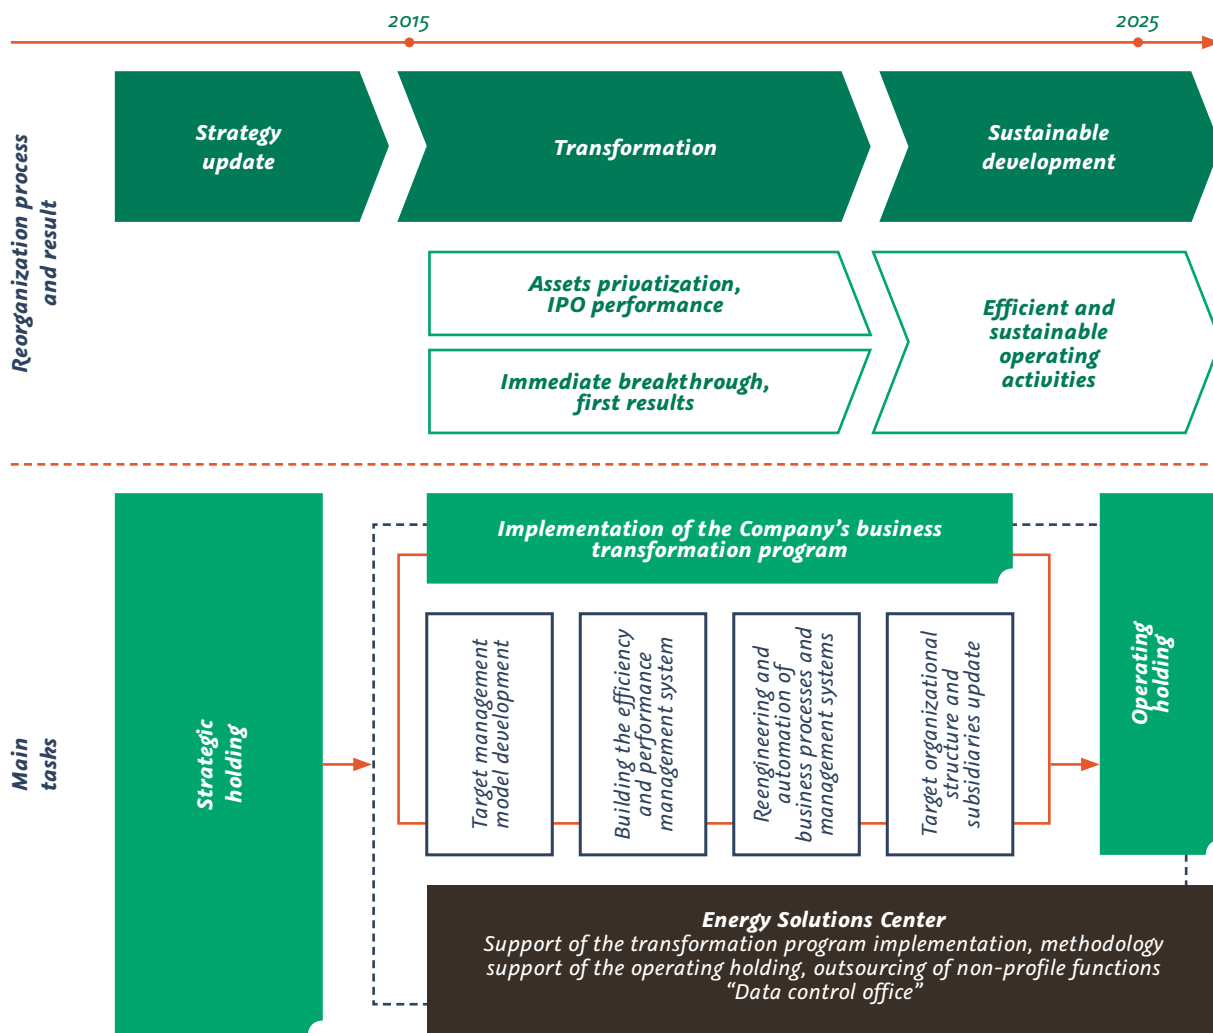 2015
2025
Reorganization process
and result
Strategy
update
Transformation
Sustainable
development
Assets privatization,
IPO performance
Immediate breakthrough,
first results
Efficient and
sustainable
operating
activities
Main
tasks
Strategic
holding
Implementation of the Company's business
transformation program
Target management
model development
Building the efficiency
and performance
management system
Reengineering and
automation of
business processes and
management systems
Target organizational
structure and
subsidiaries update
Operating
holding
Energy Solutions Center
Support of the transformation program implementation, methodology
support of the operating holding, outsourcing of non-profile functions
“Data control office”